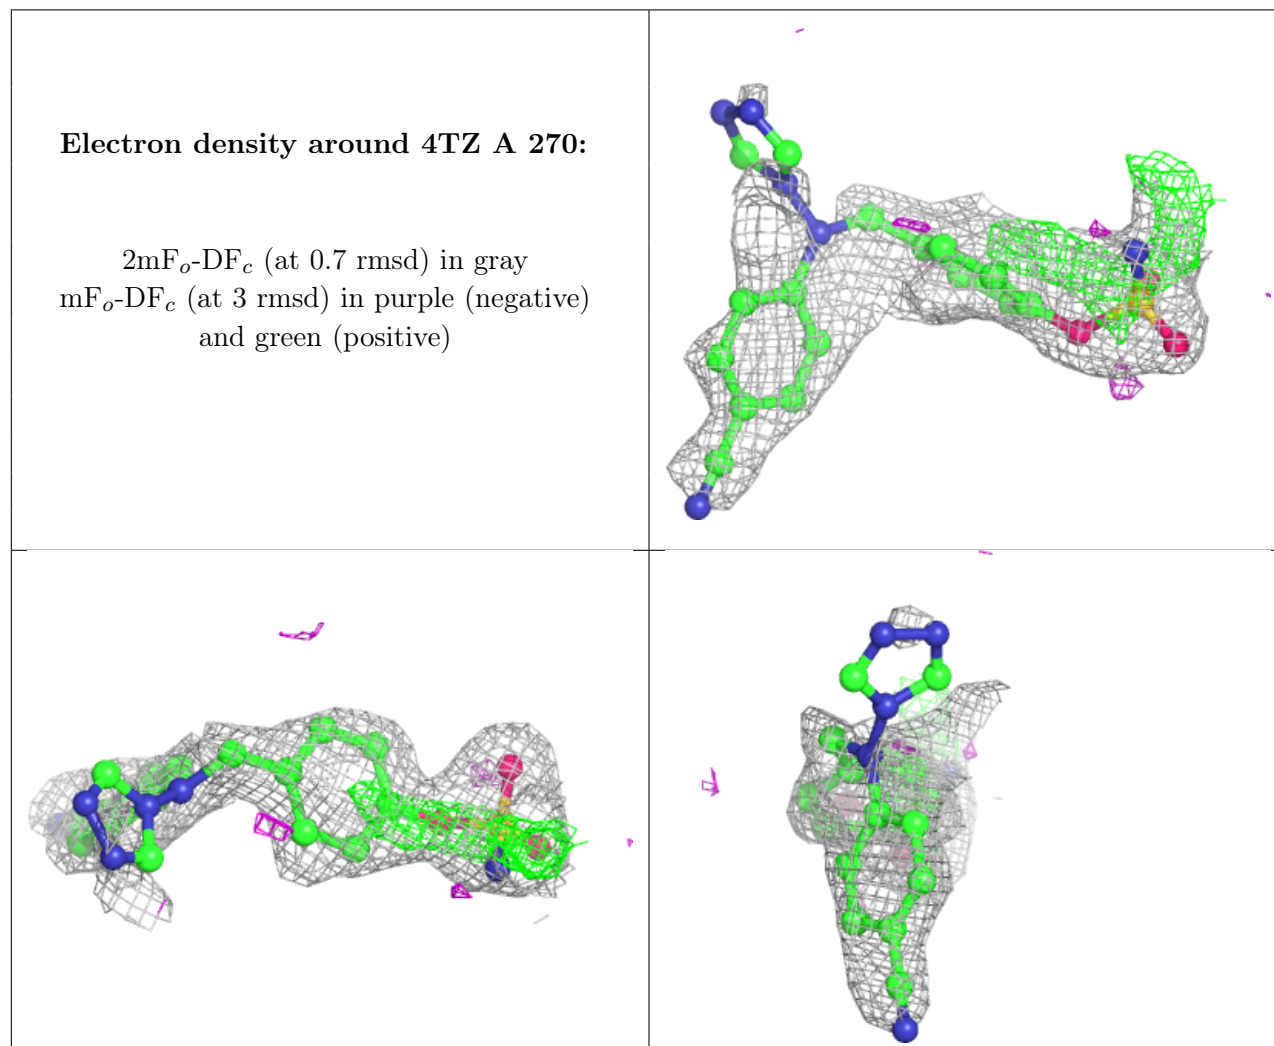 Electron density around 4TZ A 270:
2mFo-DFc (at 0.7 rmsd) in gray
mFo-DFc (at 3 rmsd) in purple (negative)
and green (positive)